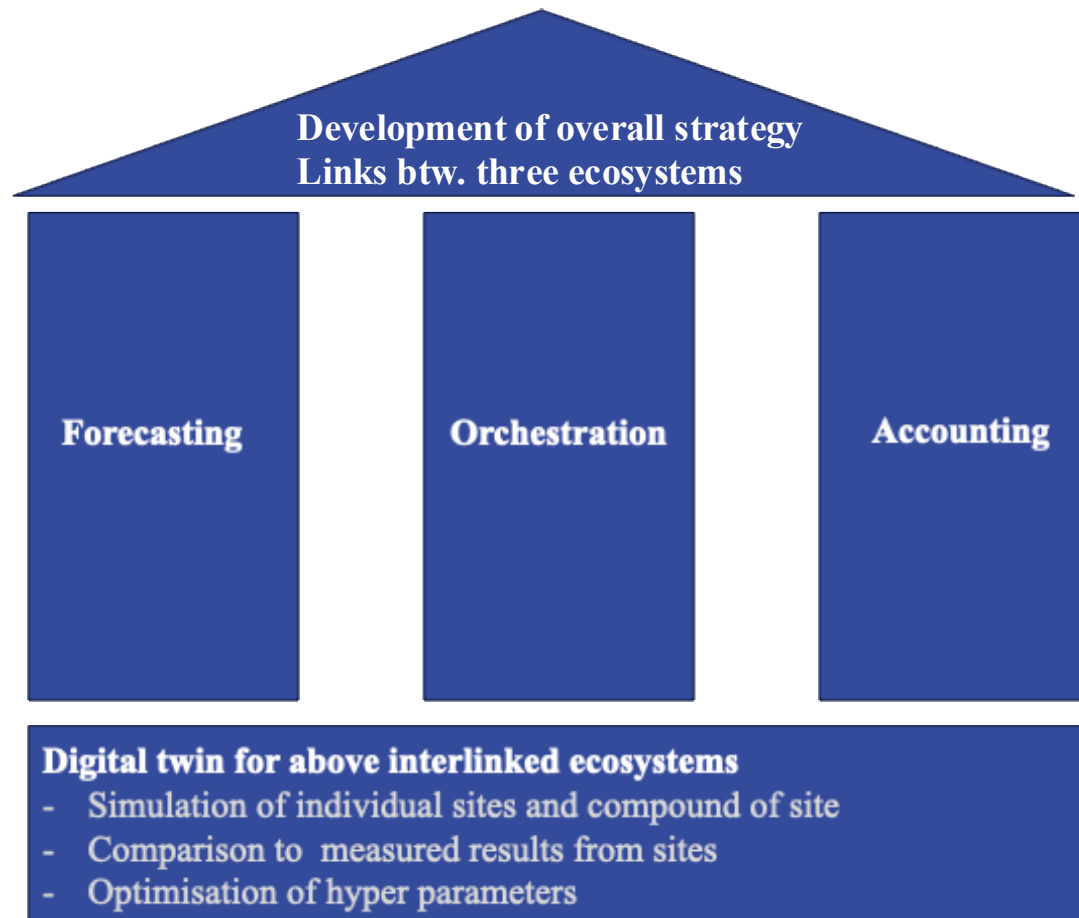 Development of overall strategy
Links btw. three ecosystems
Forecasting
Orchestration
Accounting
Digital twin for above interlinked ecosystems
- Simulation of individual sites and compound of site
- Comparison to measured results from sites
- Optimisation of hyper parameters